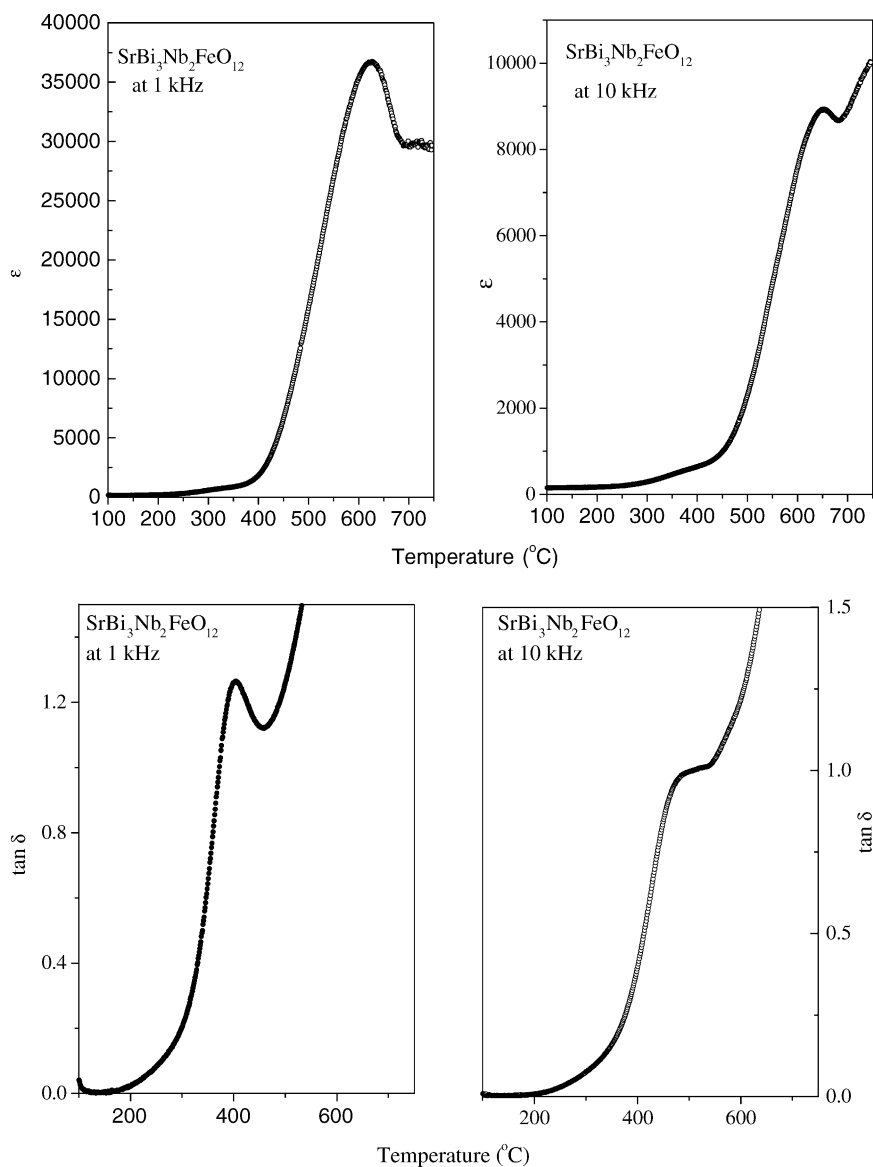 40000
35000
30000
25000
20000
15000
10000
5000
0
ε
SrBi₃Nb₂FeO₁₂
at 1 kHz
100 200 300 400 500 600 700
10000
8000
6000
4000
2000
0
ε
SrBi₃Nb₂FeO₁₂
at 10 kHz
100 200 300 400 500 600 700
Temperature (°C)
1.2
0.8
0.4
0.0
tan δ
SrBi₃Nb₂FeO₁₂
at 1 kHz
200 400 600
SrBi₃Nb₂FeO₁₂
at 10 kHz
1.5
1.0
0.5
0.0
tan δ
200 400 600
Temperature (°C)